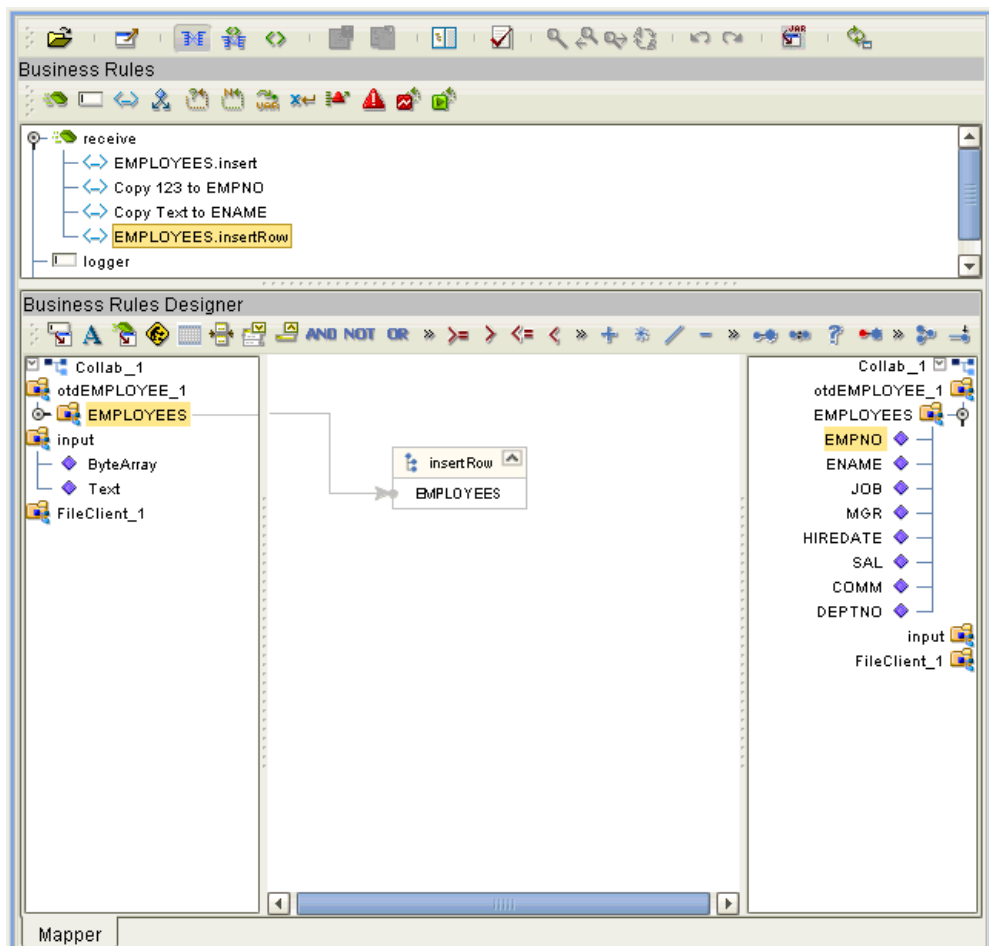 JAR
Business Rules
receive
EMPLOYEES.insert
Copy 123 to EMPNO
Copy Text to ENAME
EMPLOYEES.insertRow
logger
Business Rules Designer
A AND NOT OR » >= > <= < » + * / - » ? » 
Collab_1
otdEMPLOYEE_1
EMPLOYEES
input
ByteArray
Text
FileClient_1
insertRow
EMPLOYEES
Collab_1
otdEMPLOYEE_1
EMPLOYEES
EMPNO
ENAME
JOB
MGR
HIREDATE
SAL
COMM
DEPTNO
input
FileClient_1
Mapper